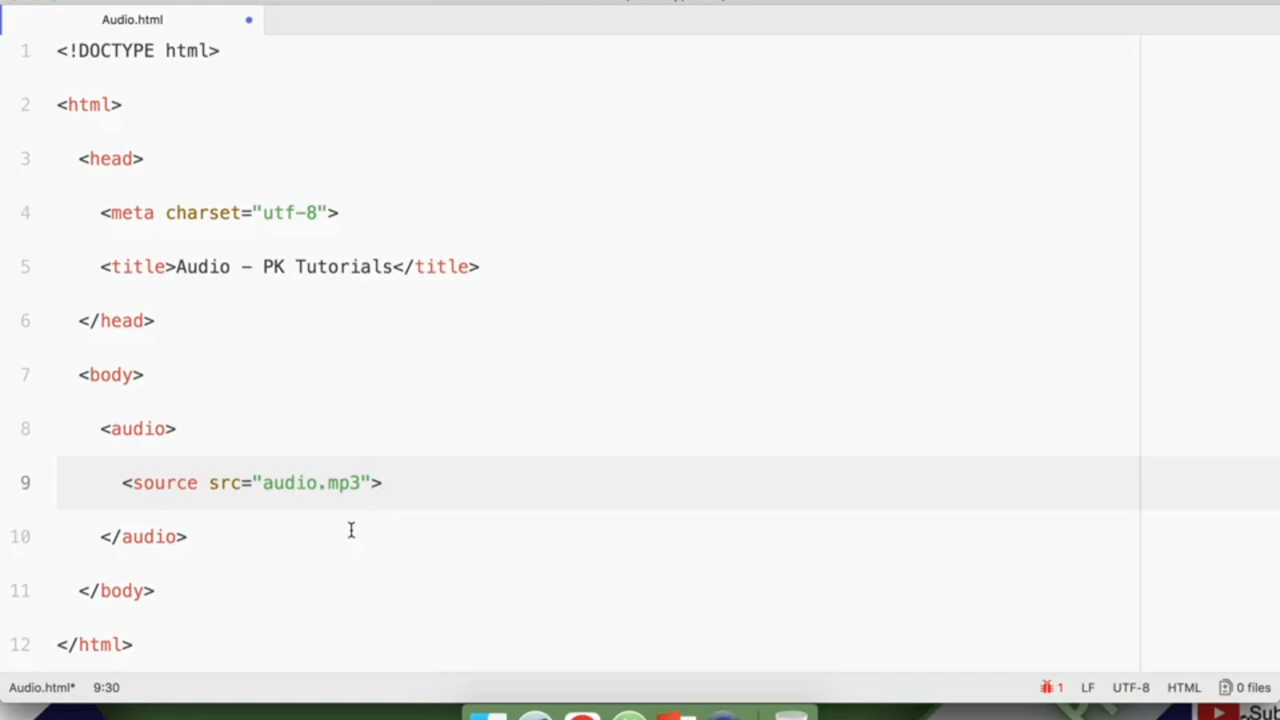 Audio.html
1 <!DOCTYPE html>
2 <html>
3 <head>
4 <meta charset="utf-8">
5 <title>Audio – PK Tutorials</title>
6 </head>
7 <body>
8 <audio>
9 <source src="audio.mp3">
10 </audio>
11 </body>
12 </html>
Audio.html* 9:30 1 LF UTF-8 HTML 0 files